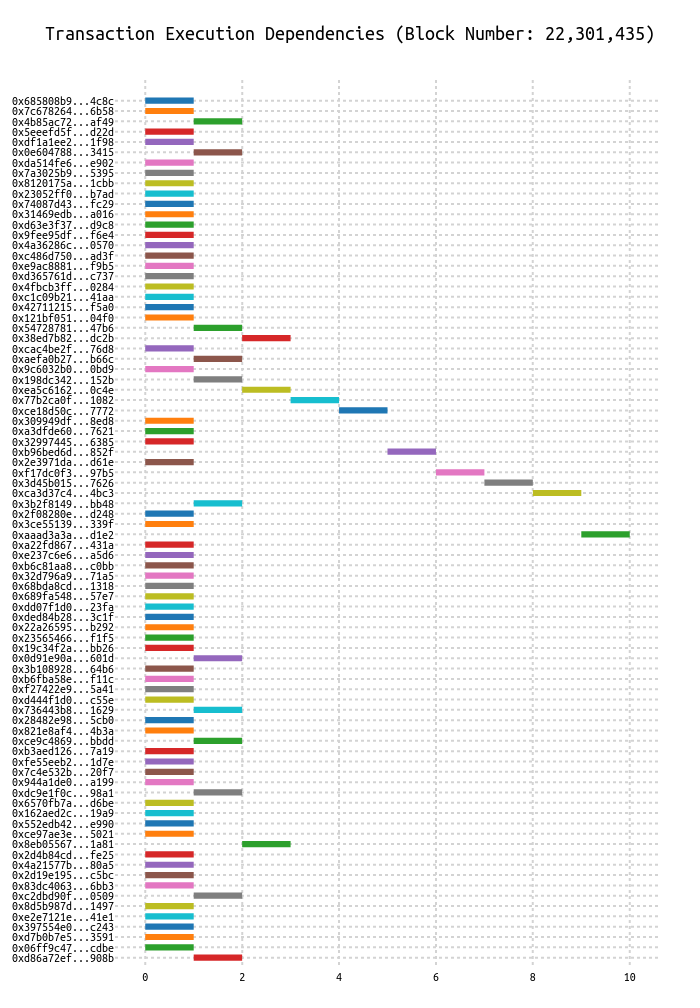 Transaction Execution Dependencies (Block Number: 22,301,435)
0x685808b9...4c8c
0x7c678264...6b58
0x4b85ac72...af49
0x5eeefd5f...d22d
0xdf1a1ee2...1f98
0x0e604788...3415
0xda514fe6...e902
0x7a3025b9...5395
0x8120175a...1cbb
0x23052ff0...b7ad
0x74087d43...fc29
0x31469edb...a016
0xd63e3f37...d9c8
0x9fee95df...f6e4
0x4a36286c...0570
0xc486d750...ad3f
0xe9ac8881...f9b5
0xd365761d...c737
0x4fbcb3ff...0284
0xc1c09b21...41aa
0x42711215...f5a0
0x121bf051...04f0
0x54728781...47b6
0x38ed7b82...dc2b
0xcac4be2f...76d8
0xaefa0b27...b66c
0x9c6032b0...0bd9
0x198dc342...152b
0xea5c6162...0c4e
0x77b2ca0f...1082
0xce18d50c...7772
0x309949df...8ed8
0xa3dfde60...7621
0x32997445...6385
0xb96bed6d...852f
0x2e3971da...d61e
0xf17dc0f3...97b5
0x3d45b015...7626
0xca3d37c4...4bc3
0x3b2f8149...bb48
0x2f08280e...d248
0x3ce55139...339f
0xaaad3a3a...d1e2
0xa22fd867...431a
0xe237c6e6...a5d6
0xb6c81aa8...c0bb
0x32d796a9...71a5
0x68bda8cd...1318
0x689fa548...57e7
0xdd07f1d0...23fa
0xded84b28...3c1f
0x22a26595...b292
0x23565466...f1f5
0x19c34f2a...bb26
0x0d91e90a...601d
0x3b108928...64b6
0xb6fba58e...f11c
0xf27422e9...5a41
0xd444f1d0...c55e
0x736443b8...1629
0x28482e98...5cb0
0x821e8af4...4b3a
0xce9c4869...bbdd
0xb3aed126...7a19
0xfe55eeb2...1d7e
0x7c4e532b...20f7
0x944a1de0...a199
0xdc9e1f0c...98a1
0x6570fb7a...d6be
0x162aed2c...19a9
0x552edb42...e990
0xce97ae3e...5021
0x8eb05567...1a81
0x2d4b84cd...fe25
0x4a21577b...80a5
0x2d19e195...c5bc
0x83dc4063...6bb3
0xc2dbd90f...0509
0x8d5b987d...1497
0xe2e7121e...41e1
0x397554e0...c243
0xd7b0b7e5...3591
0x06ff9c47...cdbe
0xd86a72ef...908b
0 2 4 6 8 10